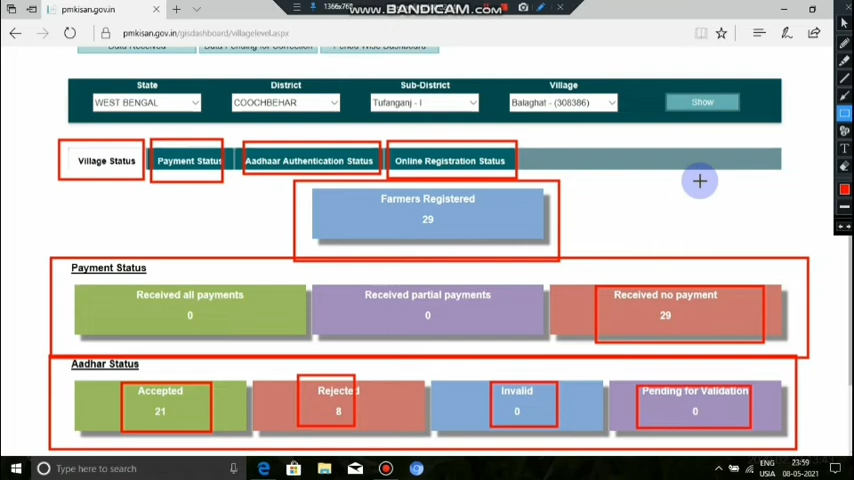 pmkisan.gov.in
1366x768
www.BANDICAM.com
pmkisan.gov.in/gisdashboard/villagelevel.aspx
Data Received
Data Pending for Correction
Period Wise Dashboard
State
District
Sub-District
Village
WEST BENGAL
COOCHBEHAR
Tufanganj - I
Balaghat - (308386)
Show
Village Status
Payment Status
Aadhaar Authentication Status
Online Registration Status
Farmers Registered
29
Payment Status
Received all payments
0
Received partial payments
0
Received no payment
29
Aadhar Status
Accepted
21
Rejected
8
Invalid
0
Pending for Validation
0
Type here to search
ENG
USIA
23:59
08-05-2021